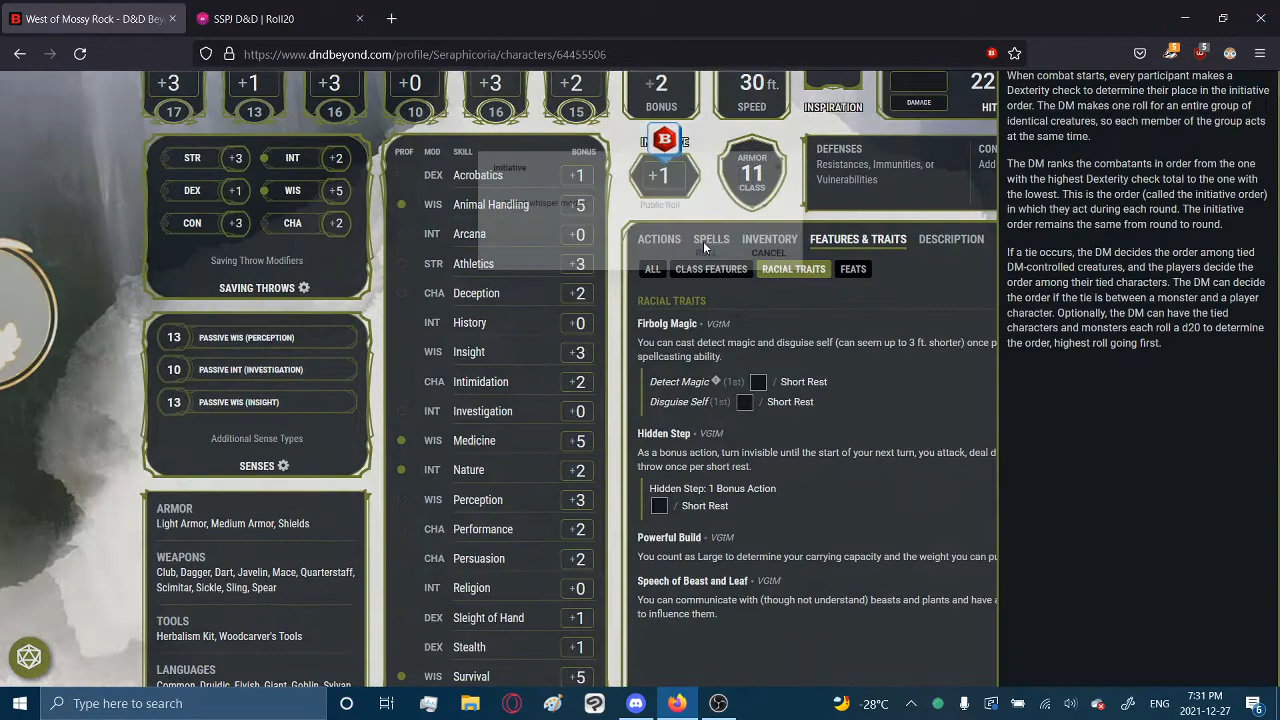 West of Mossy Rock - D&D Beyo
SSPJ D&D | Roll20
https://www.dndbeyond.com/profile/Seraphicoria/characters/64455506
5
5
+3 +1 +3 +0 +3 +2 +2 30 ft. 22
17 13 16 10 16 15 BONUS SPEED INSPIRATION DAMAGE HIT
STR +3 INT +2
DEX +1 WIS +5
CON +3 CHA +2
Saving Throw Modifiers
SAVING THROWS
13 PASSIVE WIS (PERCEPTION)
10 PASSIVE INT (INVESTIGATION)
13 PASSIVE WIS (INSIGHT)
Additional Sense Types
SENSES
ARMOR
Light Armor, Medium Armor, Shields
WEAPONS
Club, Dagger, Dart, Javelin, Mace, Quarterstaff,
Scimitar, Sickle, Sling, Spear
TOOLS
Herbalism Kit, Woodcarver's Tools
LANGUAGES
Common, Druidic, Elvish, Giant, Goblin, Sylvan
PROF MOD SKILL BONUS
DEX Acrobatics +1
WIS Animal Handling +5
INT Arcana +0
STR Athletics +3
CHA Deception +2
INT History +0
WIS Insight +3
CHA Intimidation +2
INT Investigation +0
WIS Medicine +5
INT Nature +2
WIS Perception +3
CHA Performance +2
CHA Persuasion +2
INT Religion +0
DEX Sleight of Hand +1
DEX Stealth +1
WIS Survival +5
initiative
whisper
CANCEL
B
+1
Public Roll
ARMOR
11
CLASS
DEFENSES
Resistances, Immunities, or
Vulnerabilities
CON
Add
ACTIONS SPELLS INVENTORY FEATURES & TRAITS DESCRIPTION
ALL CLASS FEATURES RACIAL TRAITS FEATS
RACIAL TRAITS
Firbolg Magic • VGtM
You can cast detect magic and disguise self (can seem up to 3 ft. shorter) once p
spellcasting ability.
Detect Magic (1st) / Short Rest
Disguise Self (1st) / Short Rest
Hidden Step • VGtM
As a bonus action, turn invisible until the start of your next turn, you attack, deal d
throw once per short rest.
Hidden Step: 1 Bonus Action
/ Short Rest
Powerful Build • VGtM
You count as Large to determine your carrying capacity and the weight you can pu
Speech of Beast and Leaf • VGtM
You can communicate with (though not understand) beasts and plants and have a
to influence them.
When combat starts, every participant makes a
Dexterity check to determine their place in the initiative
order. The DM makes one roll for an entire group of
identical creatures, so each member of the group acts
at the same time.
The DM ranks the combatants in order from the one
with the highest Dexterity check total to the one with
the lowest. This is the order (called the initiative order)
in which they act during each round. The initiative
order remains the same from round to round.
If a tie occurs, the DM decides the order among tied
DM-controlled creatures, and the players decide the
order among their tied characters. The DM can decide
the order if the tie is between a monster and a player
character. Optionally, the DM can have the tied
characters and monsters each roll a d20 to determine
the order, highest roll going first.
Type here to search
-28°C
ENG
7:31 PM
2021-12-27
6